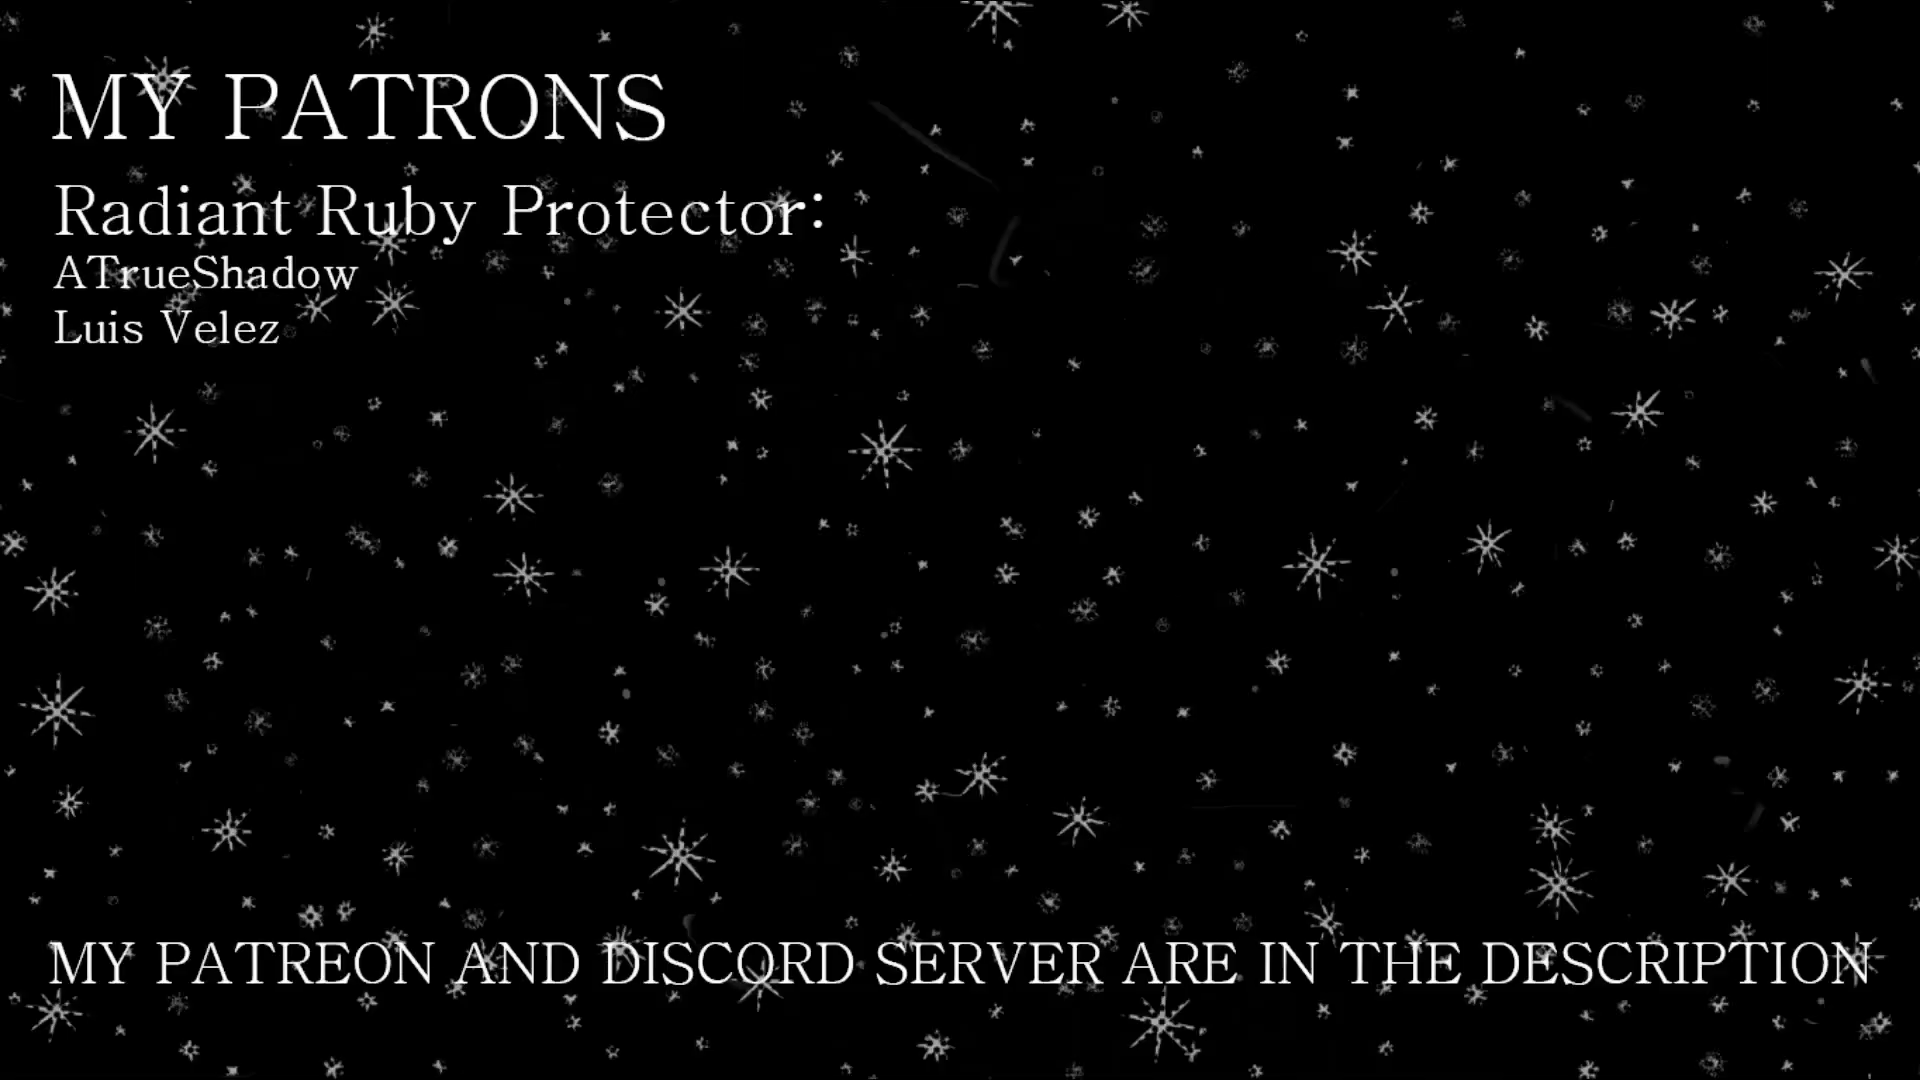 MY PATRONS
Radiant Ruby Protector:
ATrueShadow
Luis Velez
MY PATREON AND DISCORD SERVER ARE IN THE DESCRIPTION